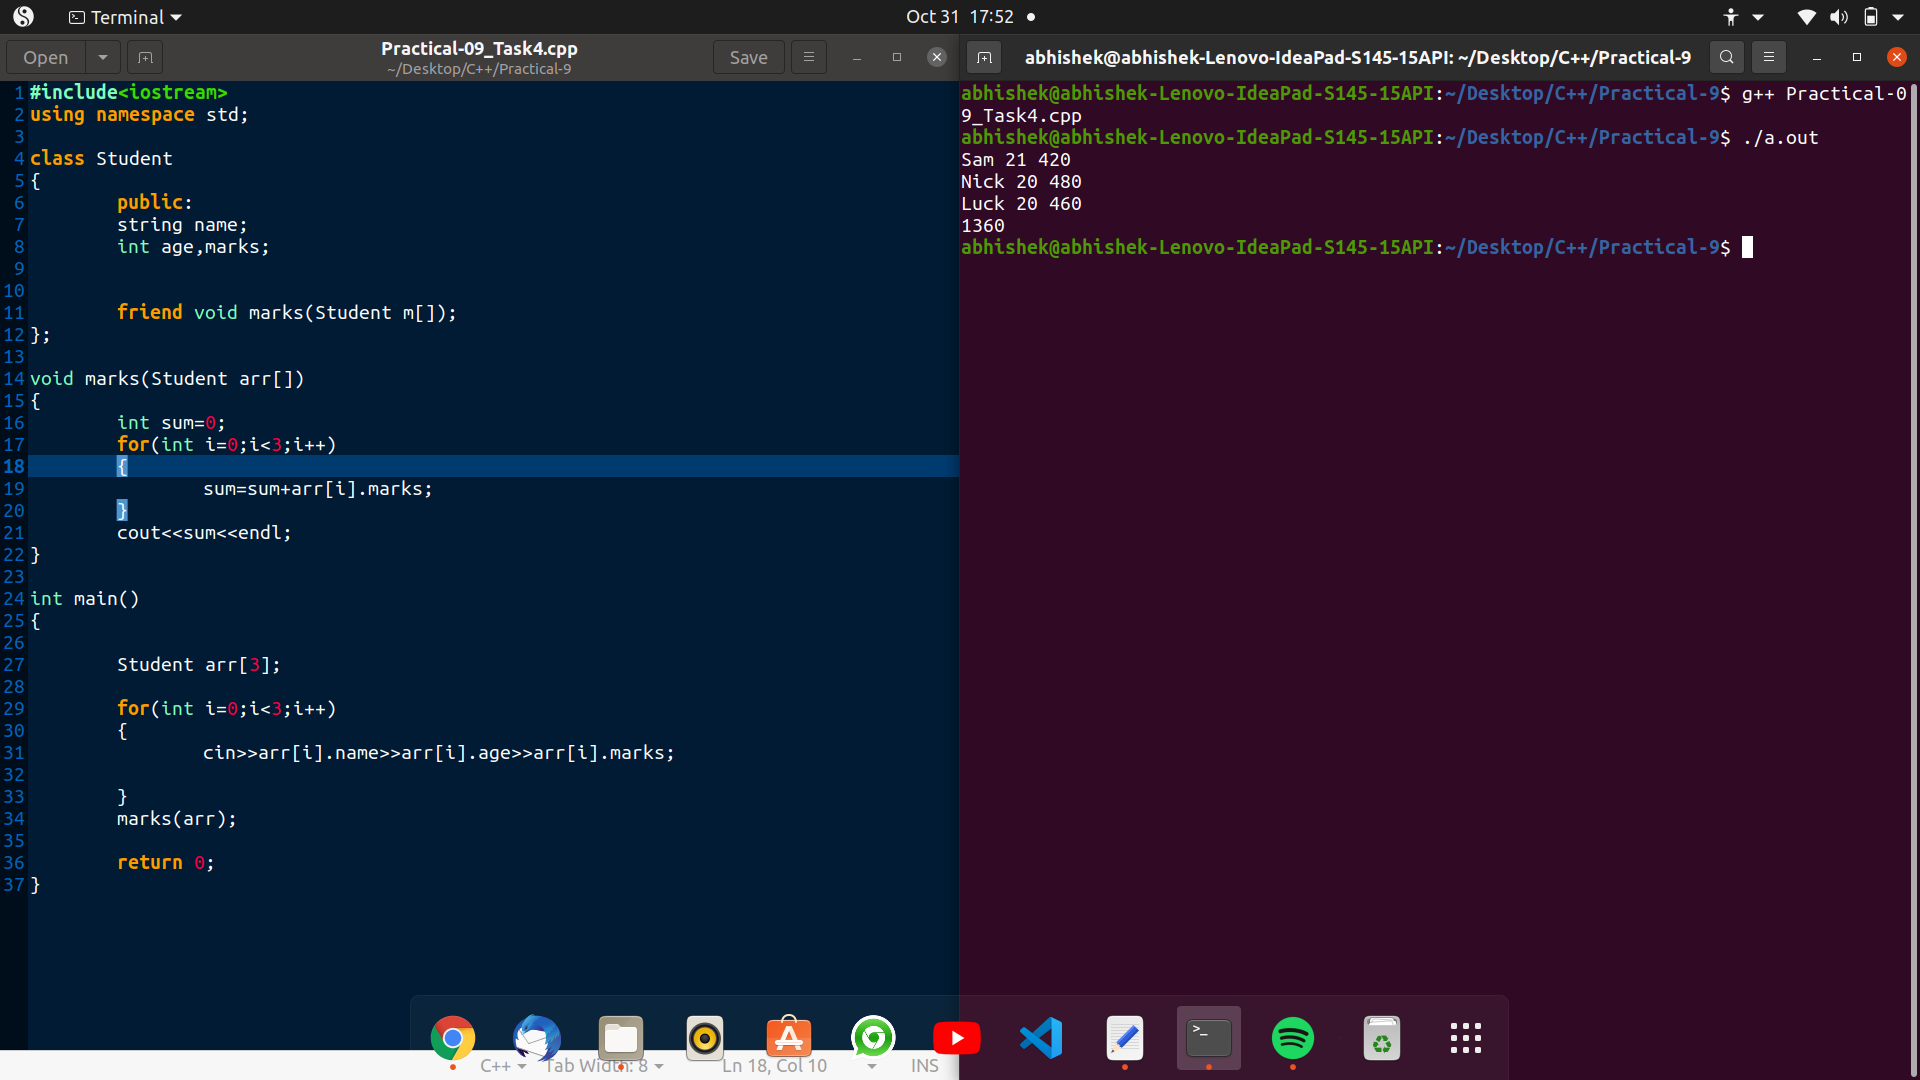 Terminal
Oct 31 17:52
Open
Practical-09_Task4.cpp
~/Desktop/C++/Practical-9
Save
abhishek@abhishek-Lenovo-IdeaPad-S145-15API: ~/Desktop/C++/Practical-9
1 #include<iostream>
2 using namespace std;
3
4 class Student
5 {
6 public:
7 string name;
8 int age,marks;
9
10
11 friend void marks(Student m[]);
12 };
13
14 void marks(Student arr[])
15 {
16 int sum=0;
17 for(int i=0;i<3;i++)
18 {
19 sum=sum+arr[i].marks;
20 }
21 cout<<sum<<endl;
22 }
23
24 int main()
25 {
26
27 Student arr[3];
28
29 for(int i=0;i<3;i++)
30 {
31 cin>>arr[i].name>>arr[i].age>>arr[i].marks;
32
33 }
34 marks(arr);
35
36 return 0;
37 }
C++
Tab Width: 8
Ln 18, Col 10
INS
abhishek@abhishek-Lenovo-IdeaPad-S145-15API:~/Desktop/C++/Practical-9$ g++ Practical-0
9_Task4.cpp
abhishek@abhishek-Lenovo-IdeaPad-S145-15API:~/Desktop/C++/Practical-9$ ./a.out
Sam 21 420
Nick 20 480
Luck 20 460
1360
abhishek@abhishek-Lenovo-IdeaPad-S145-15API:~/Desktop/C++/Practical-9$